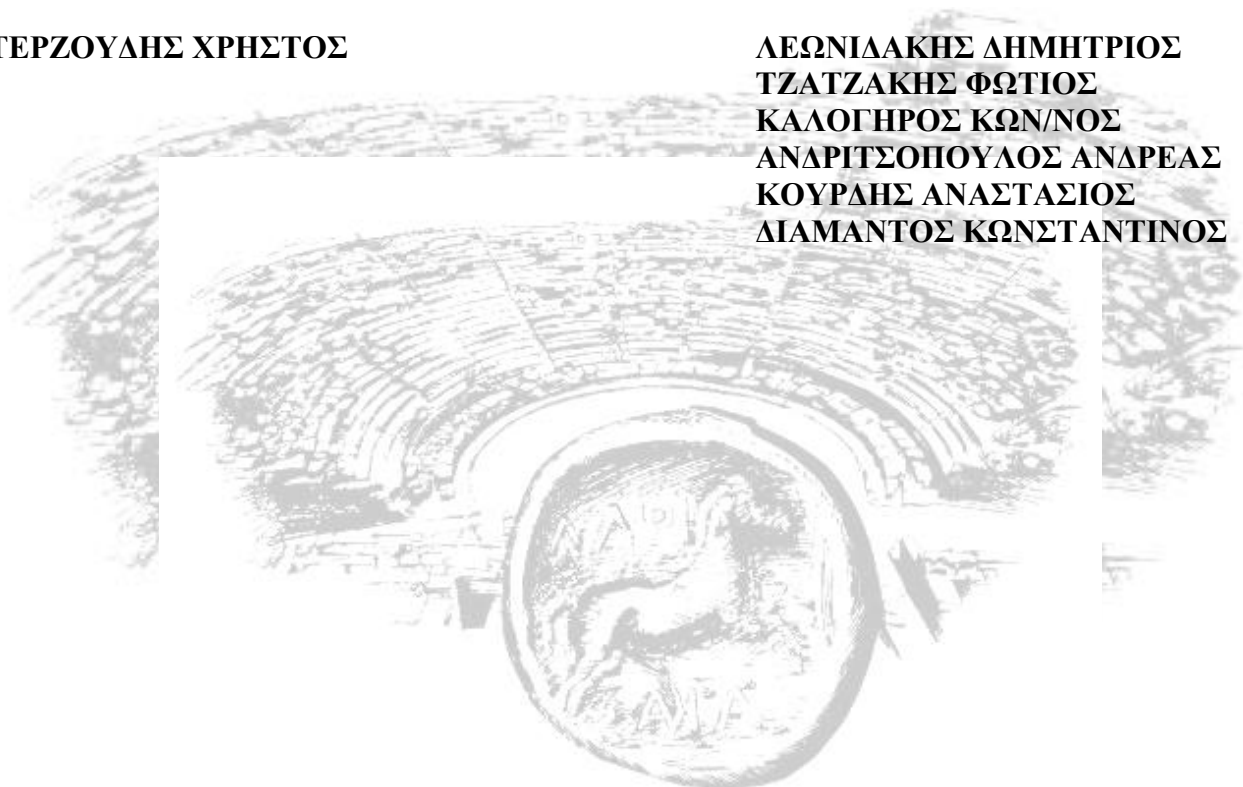 ΤΕΡΖΟΥΔΗΣ ΧΡΗΣΤΟΣ
ΛΕΩΝΙΔΑΚΗΣ ΔΗΜΗΤΡΙΟΣ
ΤΖΑΤΖΑΚΗΣ ΦΩΤΙΟΣ
ΚΑΛΟΓΗΡΟΣ ΚΩΝ/ΝΟΣ
ΑΝΔΡΙΤΣΟΠΟΥΛΟΣ ΑΝΔΡΕΑΣ
ΚΟΥΡΔΗΣ ΑΝΑΣΤΑΣΙΟΣ
ΔΙΑΜΑΝΤΟΣ ΚΩΝΣΤΑΝΤΙΝΟΣ